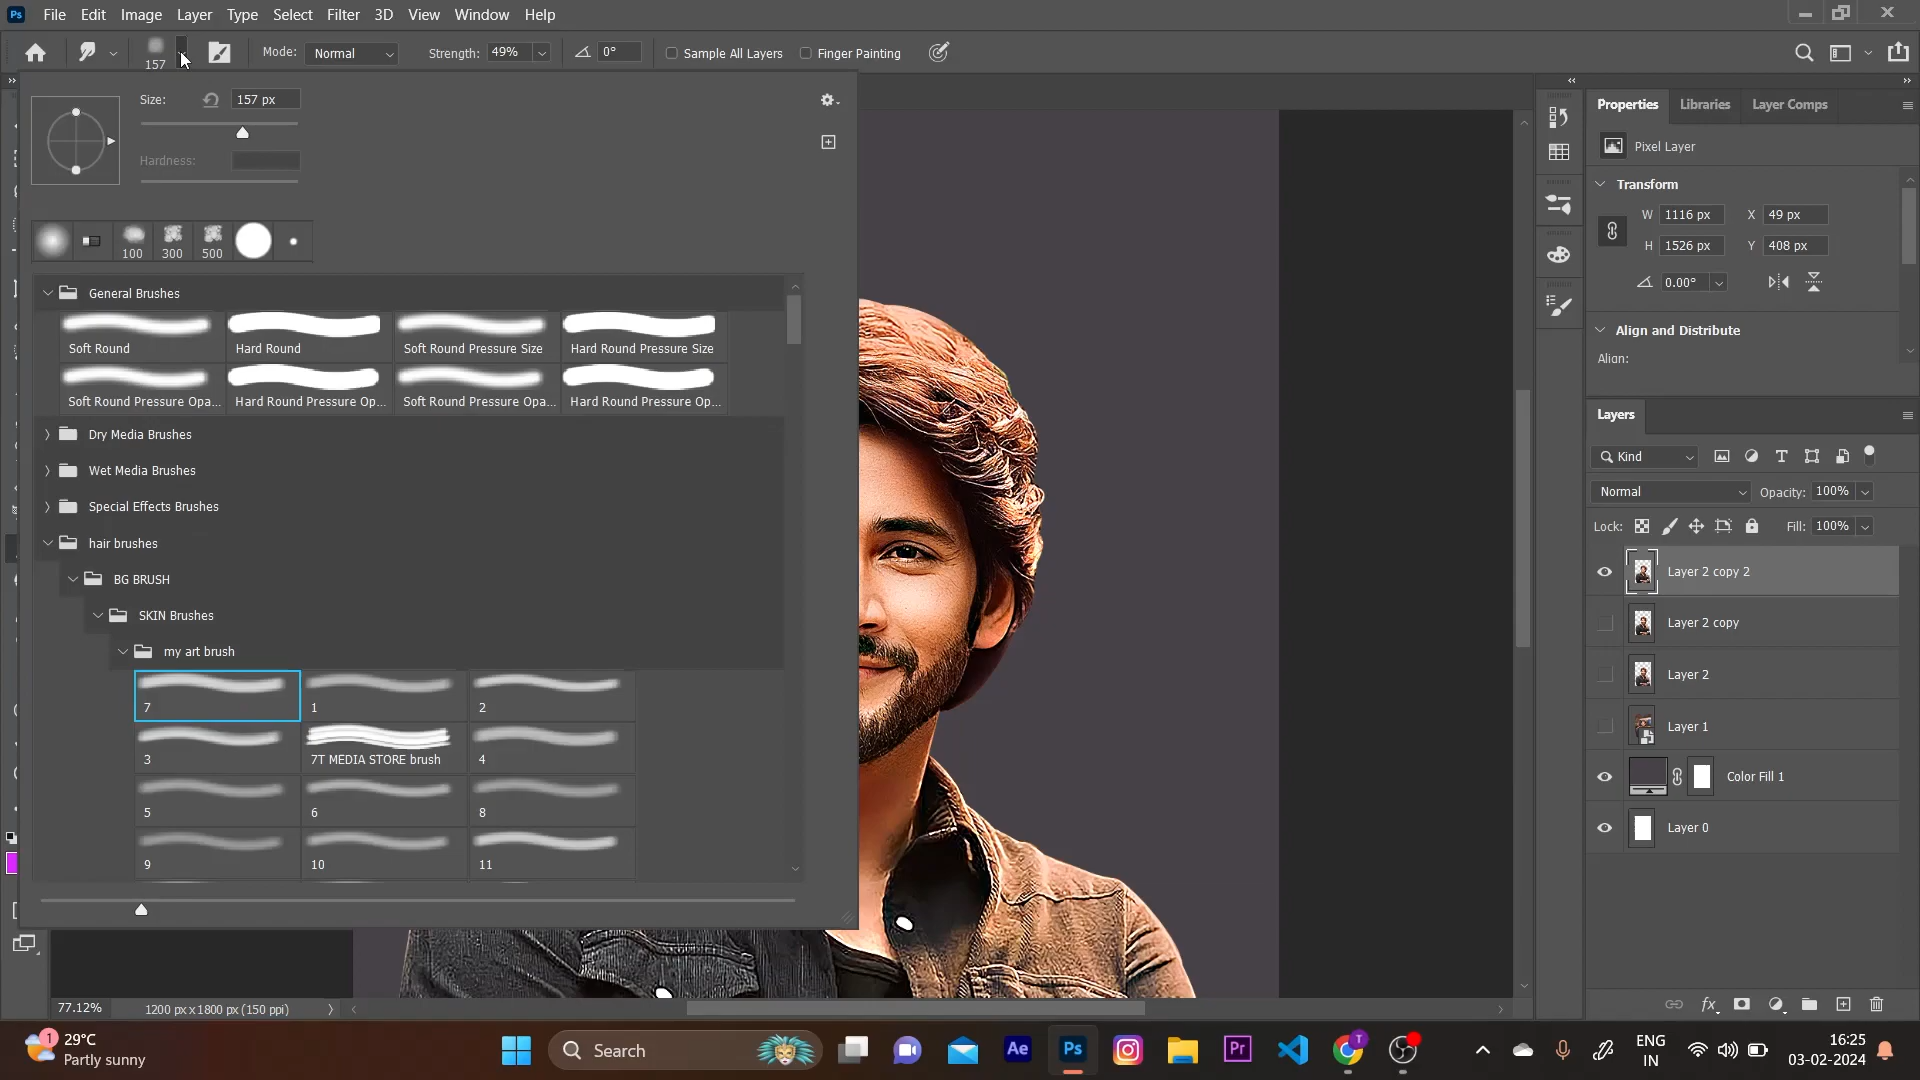 Ps File Edit Image Layer Type Select Filter 3D View Window Help
157 Mode: Normal Strength: 49% 0° Sample All Layers Finger Painting
Size: 157 px
Hardness:
100 300 500
General Brushes
Soft Round Hard Round Soft Round Pressure Size Hard Round Pressure Size
Soft Round Pressure Opa... Hard Round Pressure Op... Soft Round Pressure Opa... Hard Round Pressure Op...
Dry Media Brushes
Wet Media Brushes
Special Effects Brushes
hair brushes
BG BRUSH
SKIN Brushes
my art brush
7 1 2
3 7T MEDIA STORE brush 4
5 6 8
9 10 11
Properties Libraries Layer Comps
Pixel Layer
Transform
W 1116 px X 49 px
H 1526 px Y 408 px
0.00°
Align and Distribute
Align:
Layers
Kind
Normal Opacity: 100%
Lock: Fill: 100%
Layer 2 copy 2
Layer 2 copy
Layer 2
Layer 1
Color Fill 1
Layer 0
77.12% 1200 px x 1800 px (150 ppi)
fx
1 29°C
Partly sunny
Search
Ae Ps Pr T
ENG
IN
16:25
03-02-2024